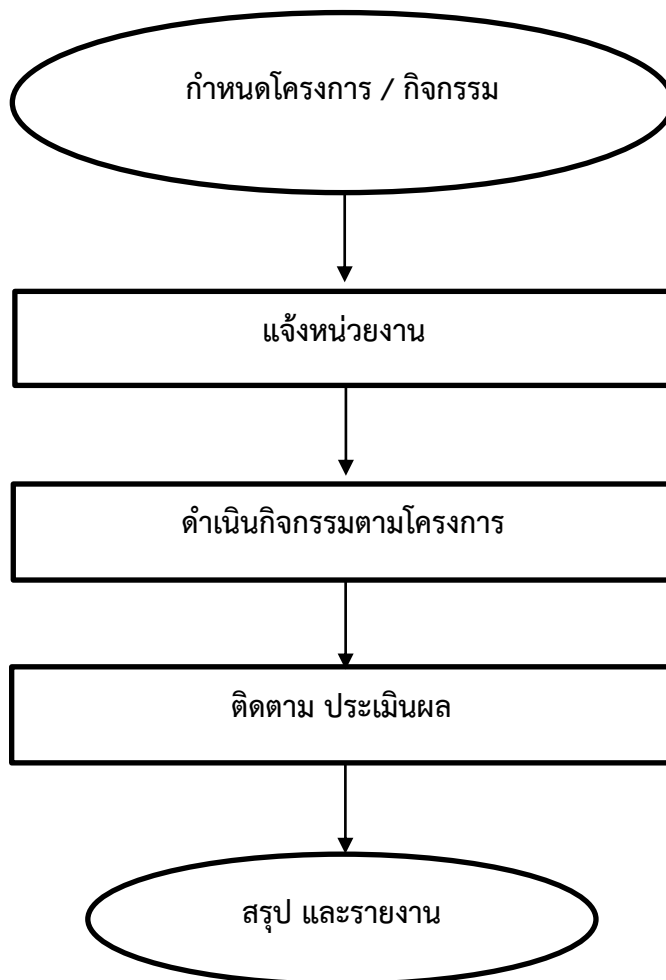 กำหนดโครงการ / กิจกรรม
แจ้งหน่วยงาน
ดำเนินกิจกรรมตามโครงการ
ติดตาม ประเมินผล
สรุป และรายงาน